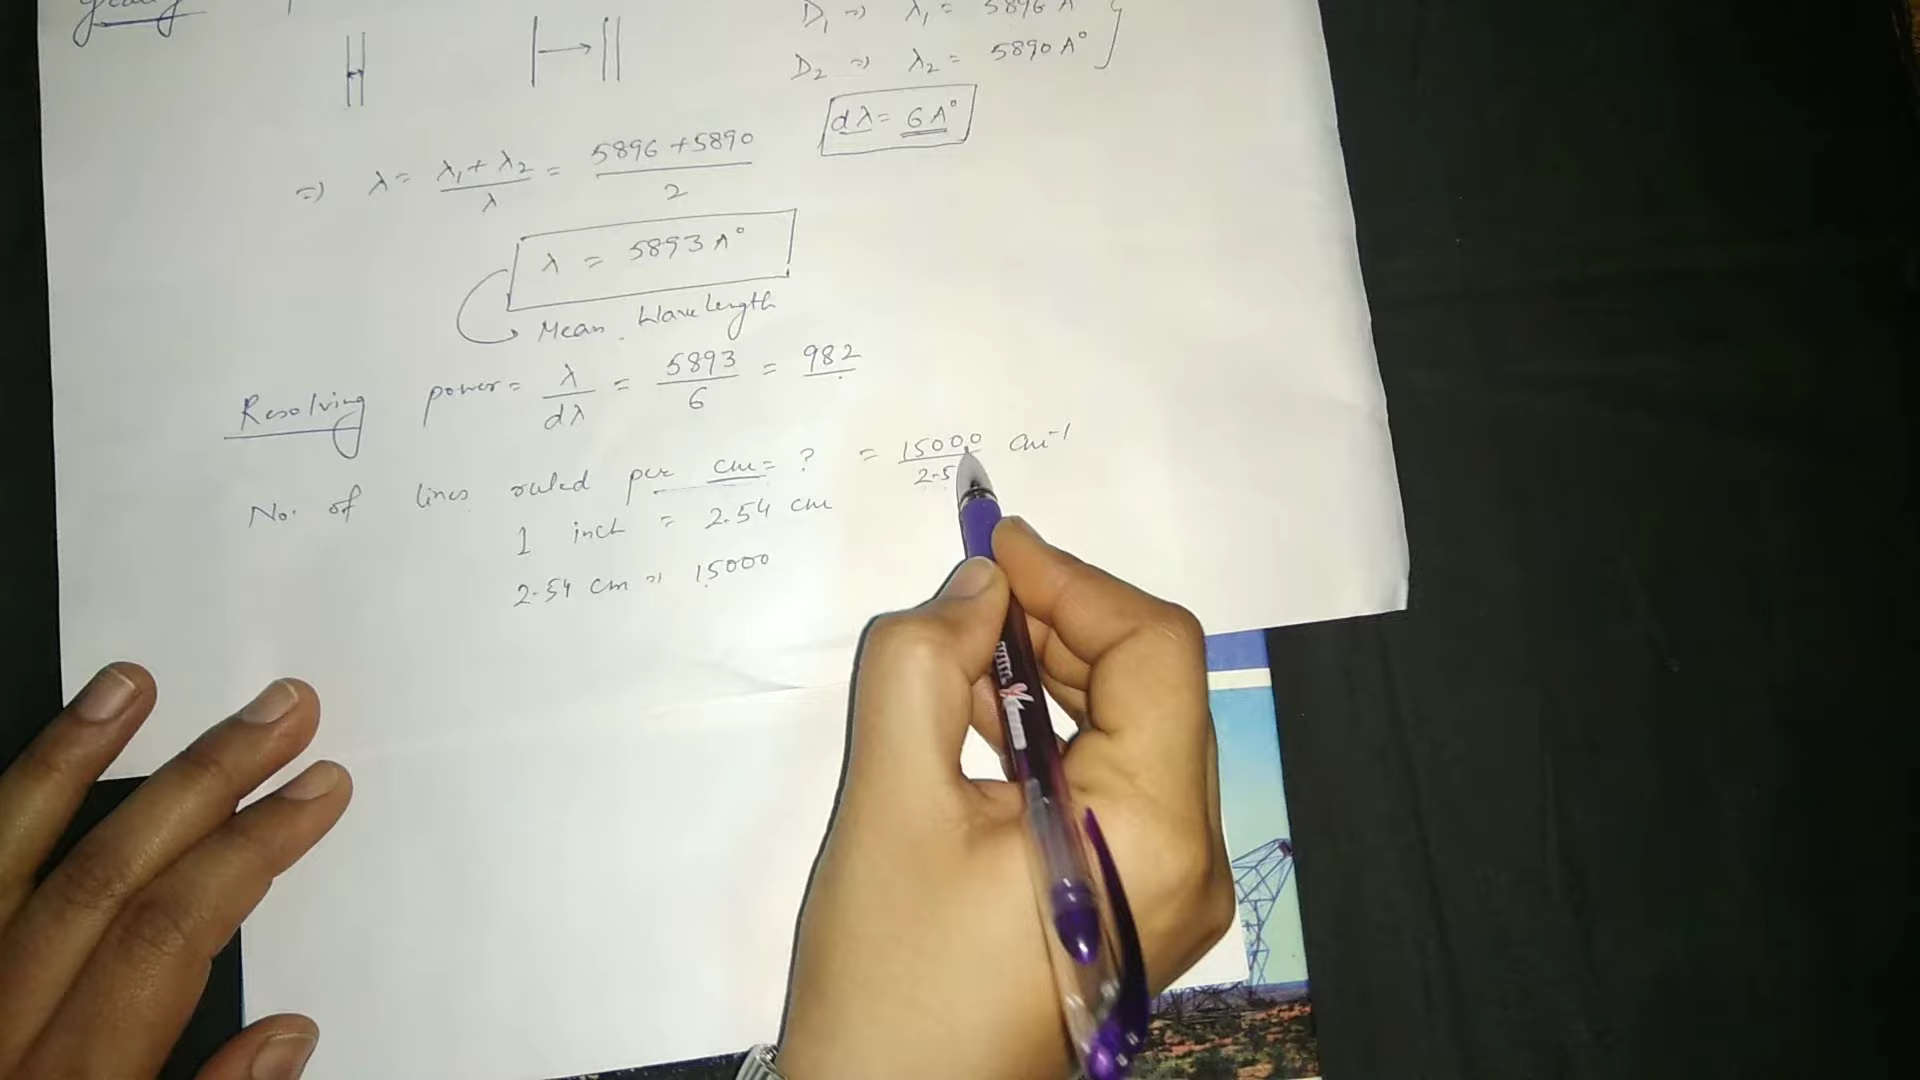 D₁ ⇒ λ₁ = 5896 A°
D₂ ⇒ λ₂ = 5890 A°
dλ = 6 A°
⇒ λ = (λ₁ + λ₂)/λ = (5896 + 5890)/2
λ = 5893 A°
Mean Wavelength
Resolving power = λ/dλ = 5893/6 = 982
No. of lines ruled per cm = ? = 15000/2.5 cm⁻¹
1 inch = 2.54 cm
2.54 cm ⇒ 15000